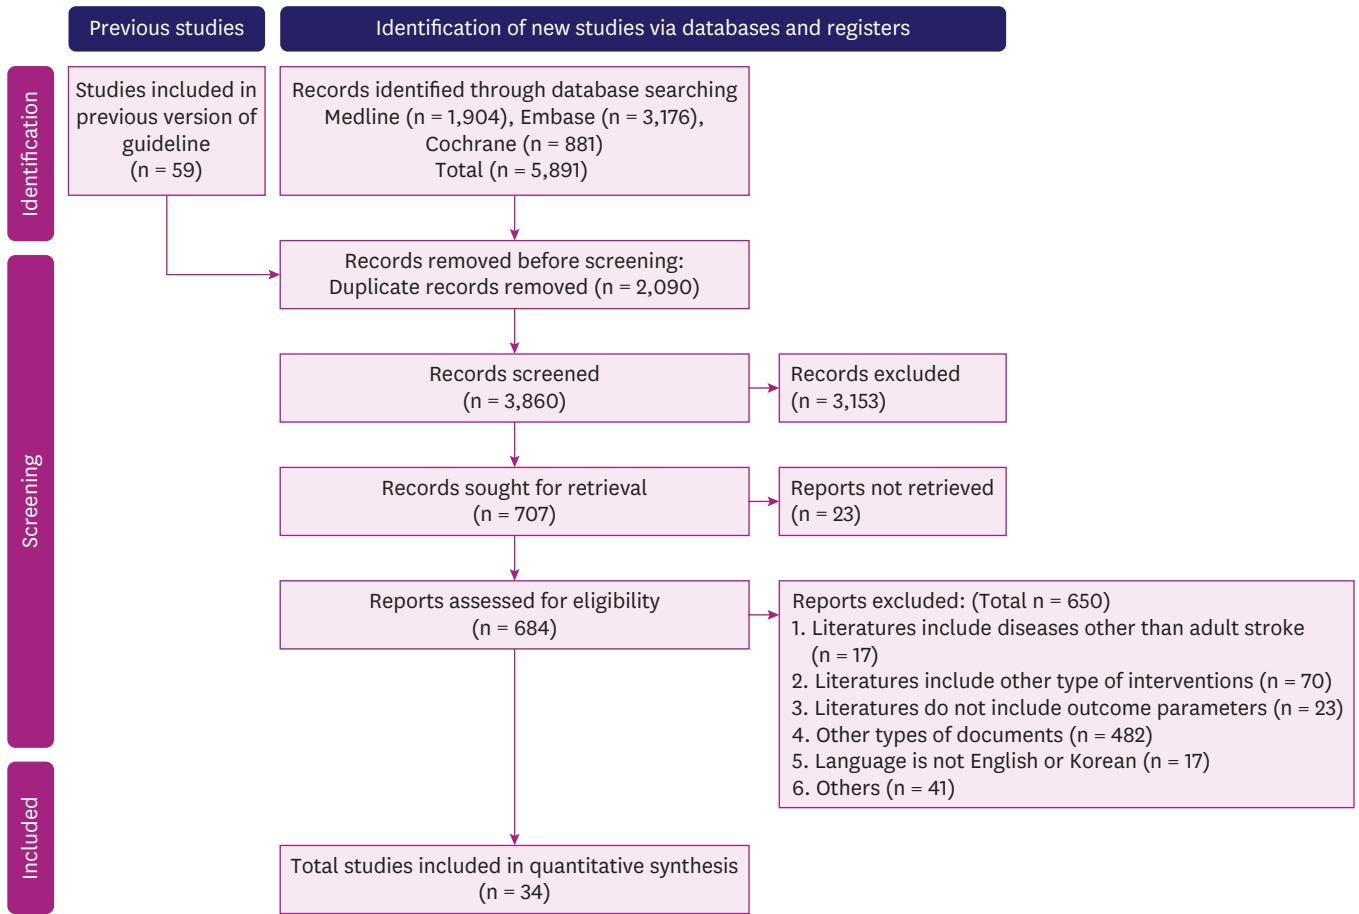 Previous studies
Identification of new studies via databases and registers
Identification
Studies included in
previous version of
guideline
(n = 59)
Records identified through database searching
Medline (n = 1,904), Embase (n = 3,176),
Cochrane (n = 881)
Total (n = 5,891)
Screening
Records removed before screening:
Duplicate records removed (n = 2,090)
Records screened
(n = 3,860)
Records excluded
(n = 3,153)
Records sought for retrieval
(n = 707)
Reports not retrieved
(n = 23)
Reports assessed for eligibility
(n = 684)
Reports excluded: (Total n = 650)
1. Literatures include diseases other than adult stroke
(n = 17)
2. Literatures include other type of interventions (n = 70)
3. Literatures do not include outcome parameters (n = 23)
4. Other types of documents (n = 482)
5. Language is not English or Korean (n = 17)
6. Others (n = 41)
Included
Total studies included in quantitative synthesis
(n = 34)